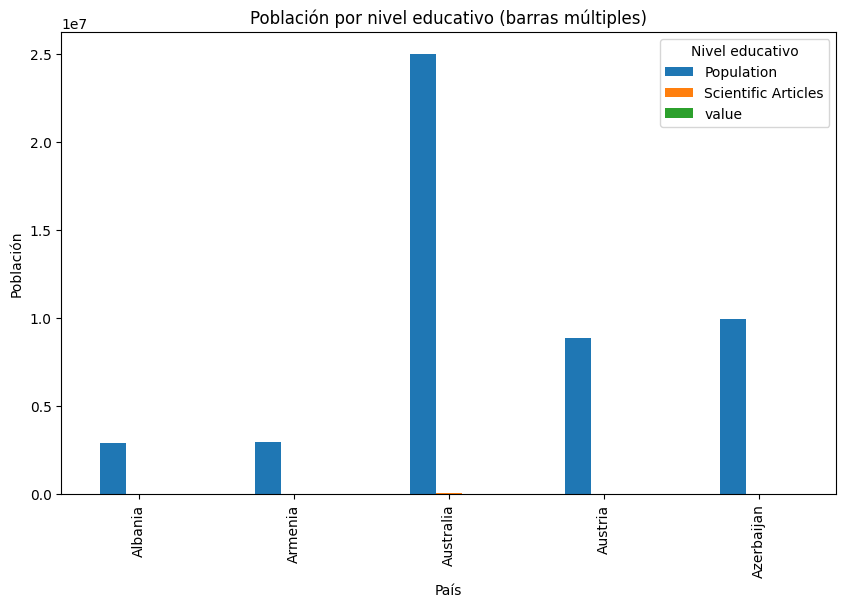 Población por nivel educativo (barras múltiples)
1e7
Nivel educativo
Population
Scientific Articles
value
2.5
2.0
1.5
1.0
0.5
0.0
Población
Albania
Armenia
Australia
Austria
Azerbaijan
País